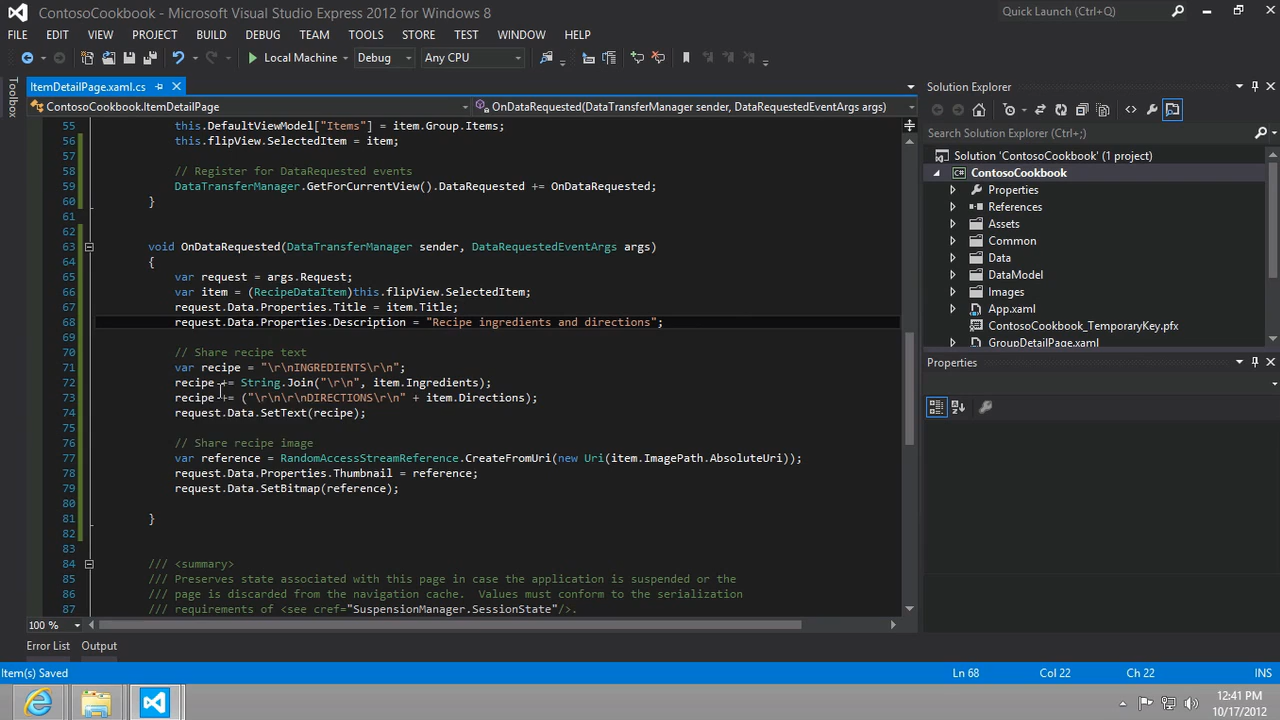 ContosoCookbook - Microsoft Visual Studio Express 2012 for Windows 8
Quick Launch (Ctrl+Q)
FILE EDIT VIEW PROJECT BUILD DEBUG TEAM TOOLS STORE TEST WINDOW HELP
Local Machine Debug Any CPU
Toolbox
ItemDetailPage.xaml.cs
ContosoCookbook.ItemDetailPage
OnDataRequested(DataTransferManager sender, DataRequestedEventArgs args)
55 this.DefaultViewModel["Items"] = item.Group.Items;
56 this.flipView.SelectedItem = item;
57
58 // Register for DataRequested events
59 DataTransferManager.GetForCurrentView().DataRequested += OnDataRequested;
60 }
61
62
63 void OnDataRequested(DataTransferManager sender, DataRequestedEventArgs args)
64 {
65 var request = args.Request;
66 var item = (RecipeDataItem)this.flipView.SelectedItem;
67 request.Data.Properties.Title = item.Title;
68 request.Data.Properties.Description = "Recipe ingredients and directions";
69
70 // Share recipe text
71 var recipe = "\r\nINGREDIENTS\r\n";
72 recipe += String.Join("\r\n", item.Ingredients);
73 recipe += ("\r\n\r\nDIRECTIONS\r\n" + item.Directions);
74 request.Data.SetText(recipe);
75
76 // Share recipe image
77 var reference = RandomAccessStreamReference.CreateFromUri(new Uri(item.ImagePath.AbsoluteUri));
78 request.Data.Properties.Thumbnail = reference;
79 request.Data.SetBitmap(reference);
80
81 }
82
83
84 /// <summary>
85 /// Preserves state associated with this page in case the application is suspended or the
86 /// page is discarded from the navigation cache.  Values must conform to the serialization
87 /// requirements of <see cref="SuspensionManager.SessionState"/>.
100 %
Error List Output
Solution Explorer
Search Solution Explorer (Ctrl+;)
Solution 'ContosoCookbook' (1 project)
C# ContosoCookbook
Properties
References
Assets
Common
Data
DataModel
Images
App.xaml
ContosoCookbook_TemporaryKey.pfx
GroupDetailPage.xaml
Properties
Item(s) Saved
Ln 68 Col 22 Ch 22 INS
12:41 PM
10/17/2012